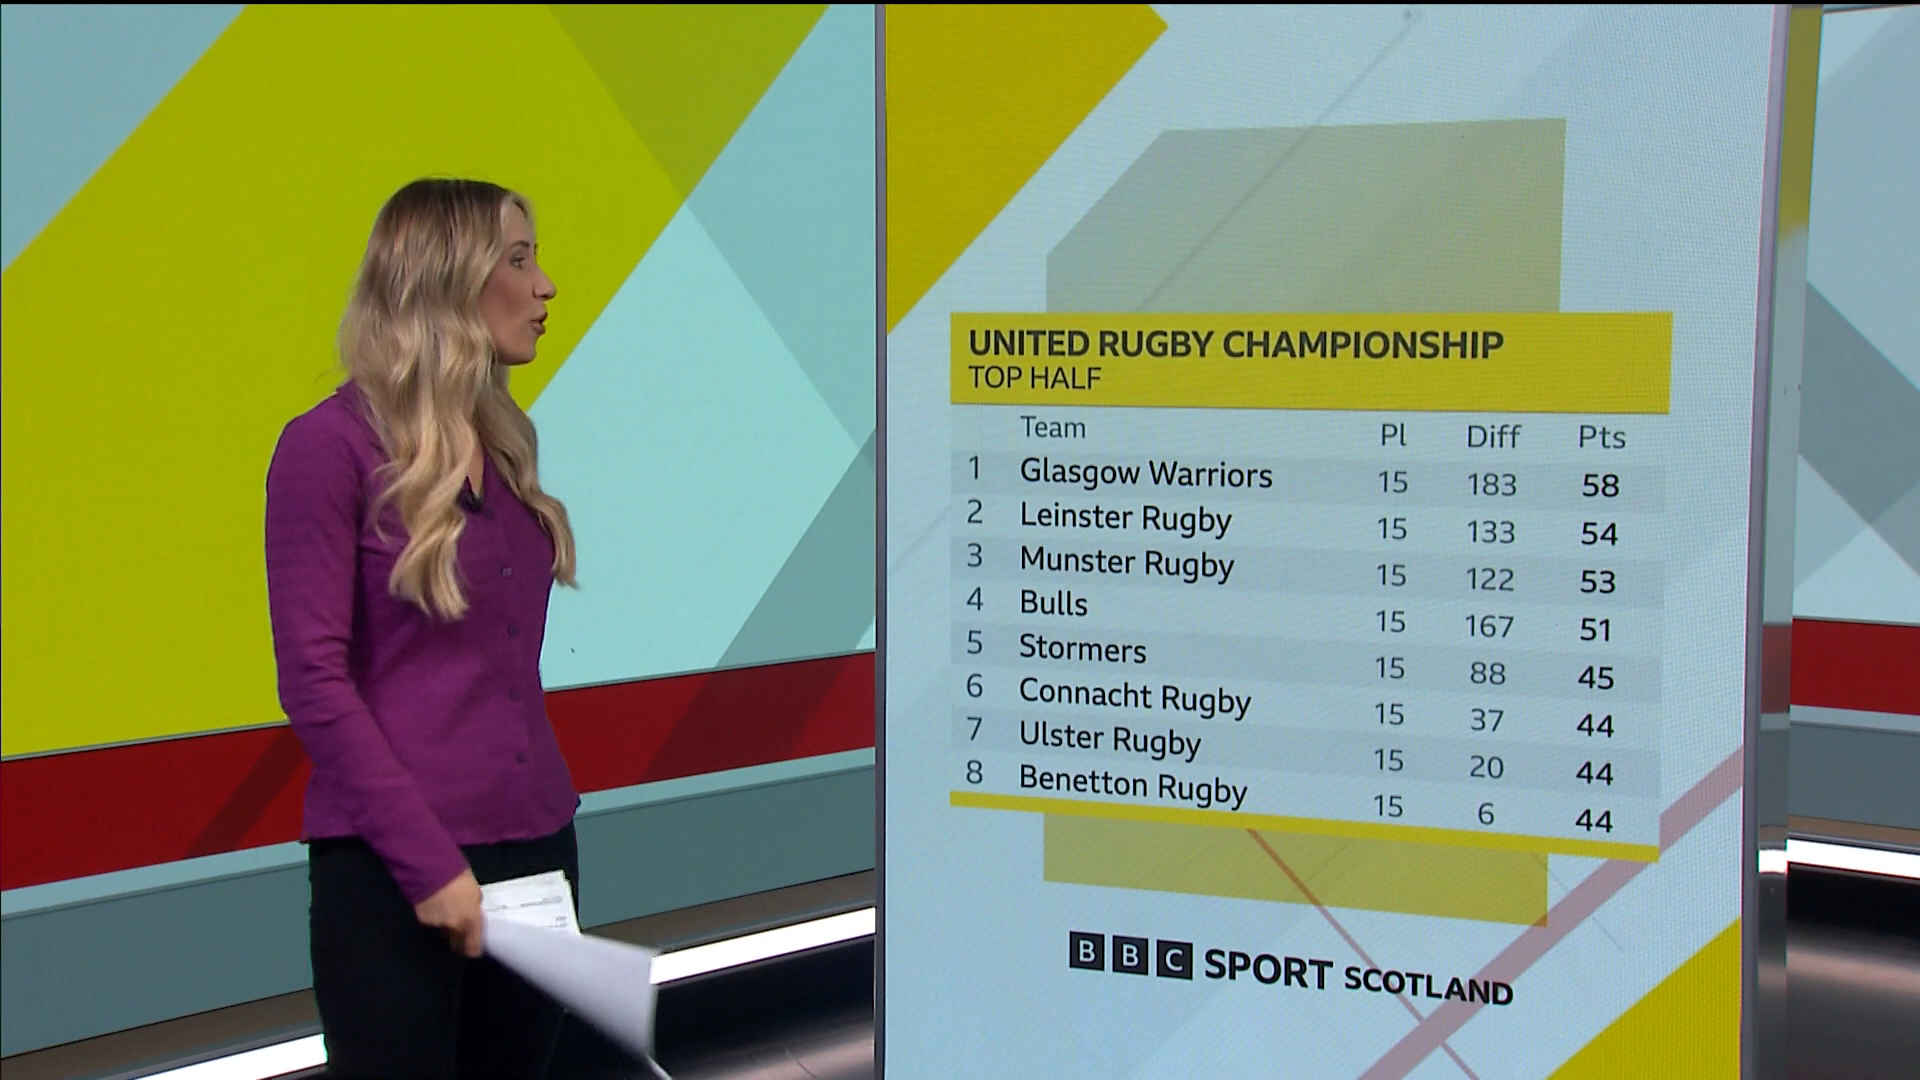 UNITED RUGBY CHAMPIONSHIP
TOP HALF
Team Pl Diff Pts
1 Glasgow Warriors 15 183 58
2 Leinster Rugby 15 133 54
3 Munster Rugby 15 122 53
4 Bulls 15 167 51
5 Stormers 15 88 45
6 Connacht Rugby 15 37 44
7 Ulster Rugby 15 20 44
8 Benetton Rugby 15 6 44
BBC SPORT SCOTLAND